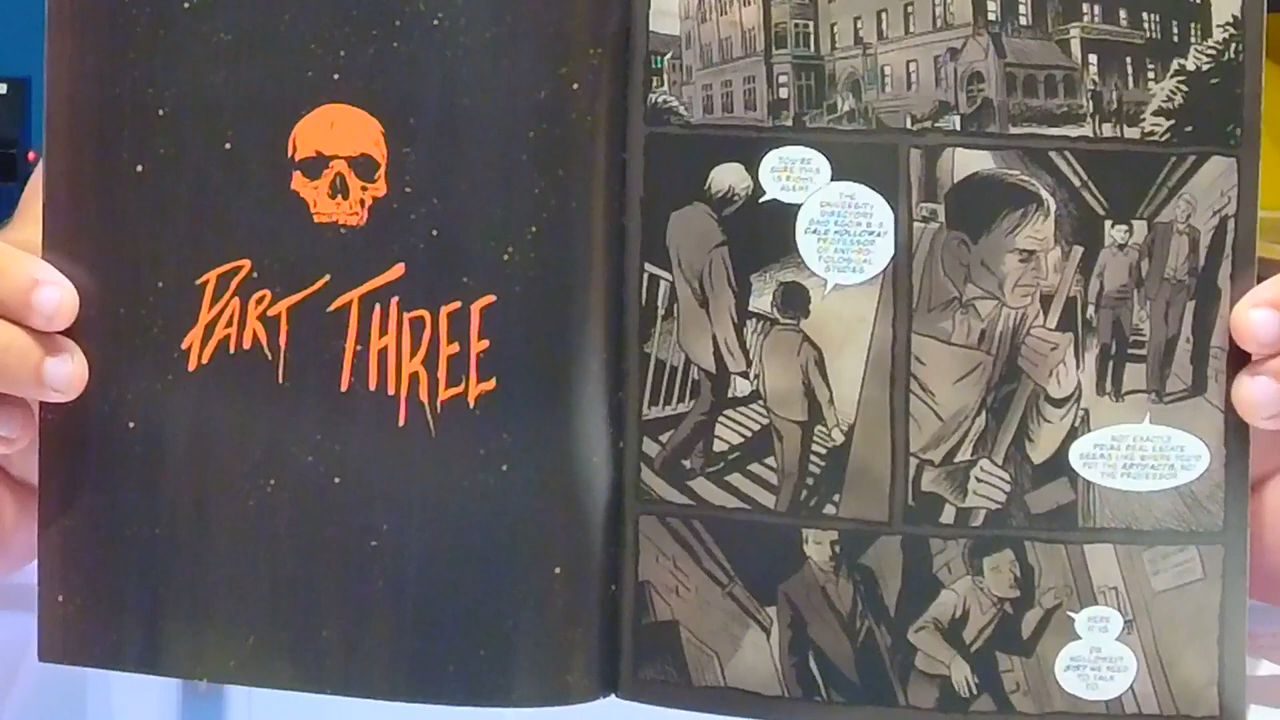 PART THREE
YOU'RE
SURE THIS
IS RIGHT,
ALEX?
THE
UNIVERSITY
DIRECTORY
SAID ROOM B-3
DALE HOLLOWAY
PROFESSOR
OF ANTHRO-
POLOGICAL
STUDIES.
NOT EXACTLY
PRIME REAL ESTATE.
SEEMS LIKE WHERE YOU'D
PUT THE ARTIFACTS, NOT
THE PROFESSOR.
HERE
IT IS.
DR.
HOLLOWAY?
WE NEED
TO TALK
TO